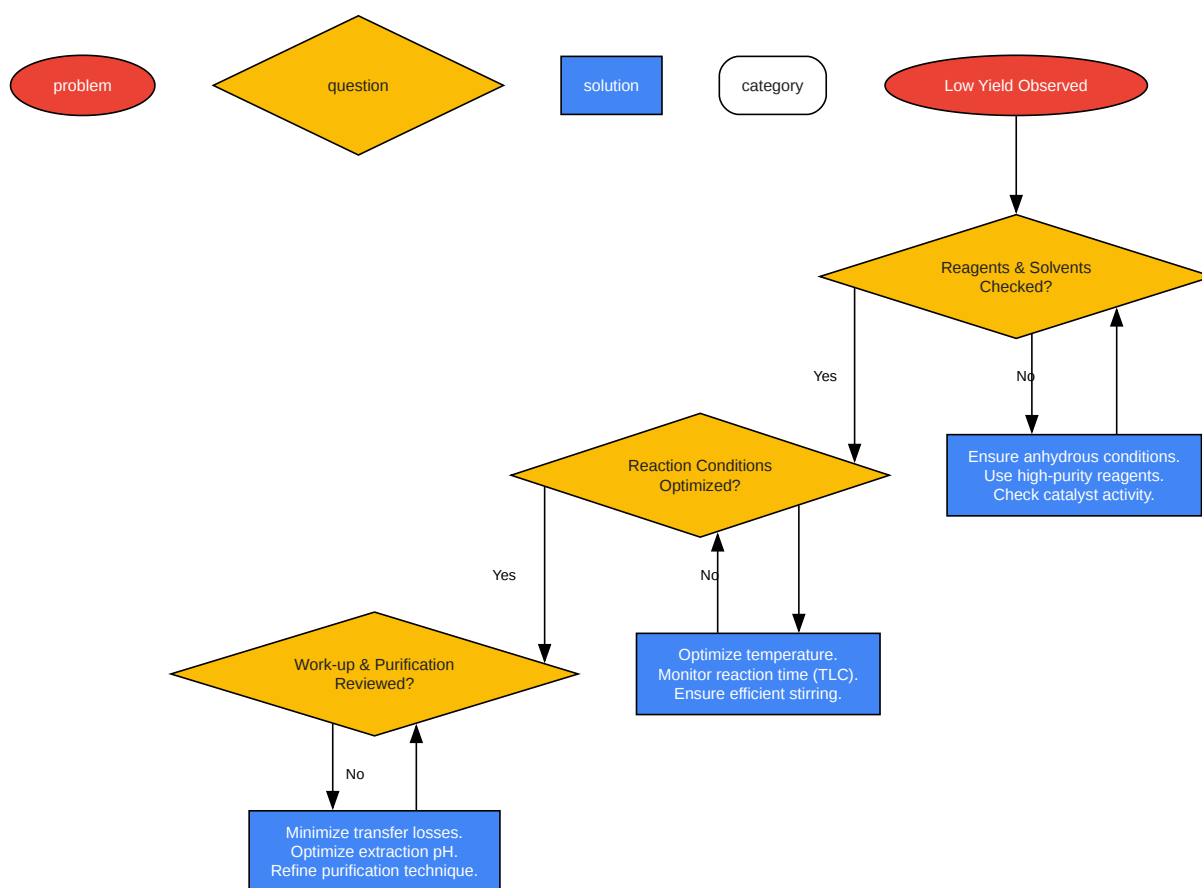 problem
question
solution
category
Low Yield Observed
Reagents & Solvents
Checked?
Yes
No
Reaction Conditions
Optimized?
Ensure anhydrous conditions.
Use high-purity reagents.
Check catalyst activity.
Yes
No
Work-up & Purification
Reviewed?
Optimize temperature.
Monitor reaction time (TLC).
Ensure efficient stirring.
No
Minimize transfer losses.
Optimize extraction pH.
Refine purification technique.